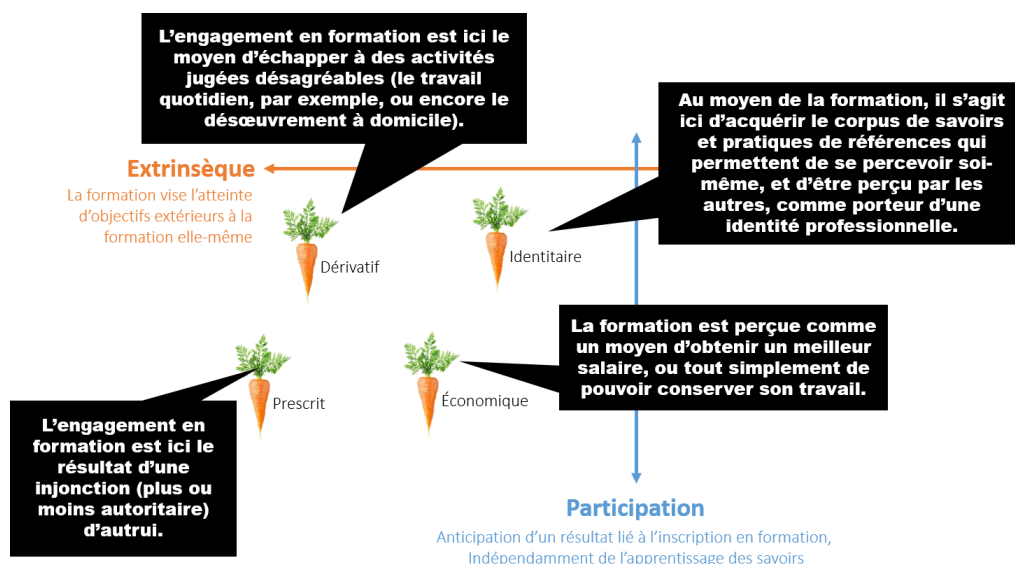 L’engagement en formation est ici le
moyen d’échapper à des activités
jugées désagréables (le travail
quotidien, par exemple, ou encore le
désœuvrement à domicile).
Au moyen de la formation, il s’agit
ici d’acquérir le corpus de savoirs
et pratiques de références qui
permettent de se percevoir soi-
même, et d’être perçu par les
autres, comme porteur d’une
identité professionnelle.
Extrinsèque
La formation vise l’atteinte
d’objectifs extérieurs à la
formation elle-même
Dérivatif
Identitaire
La formation est perçue comme
un moyen d’obtenir un meilleur
salaire, ou tout simplement de
pouvoir conserver son travail.
Prescrit
Économique
L’engagement en
formation est ici le
résultat d’une
injonction (plus ou
moins autoritaire)
d’autrui.
Participation
Anticipation d’un résultat lié à l’inscription en formation,
Indépendamment de l’apprentissage des savoirs